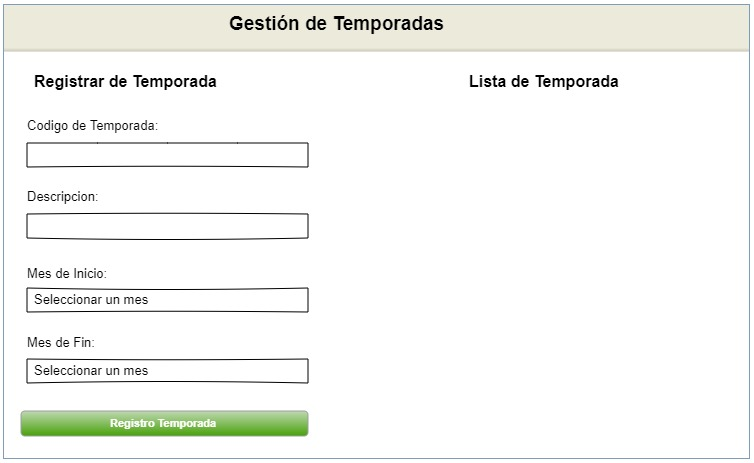 Gestión de Temporadas
Registrar de Temporada
Lista de Temporada
Codigo de Temporada:
Descripcion:
Mes de Inicio:
Seleccionar un mes
Mes de Fin:
Seleccionar un mes
Registro Temporada